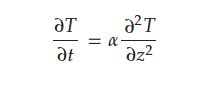 ∂T/∂t = α ∂²T/∂z²